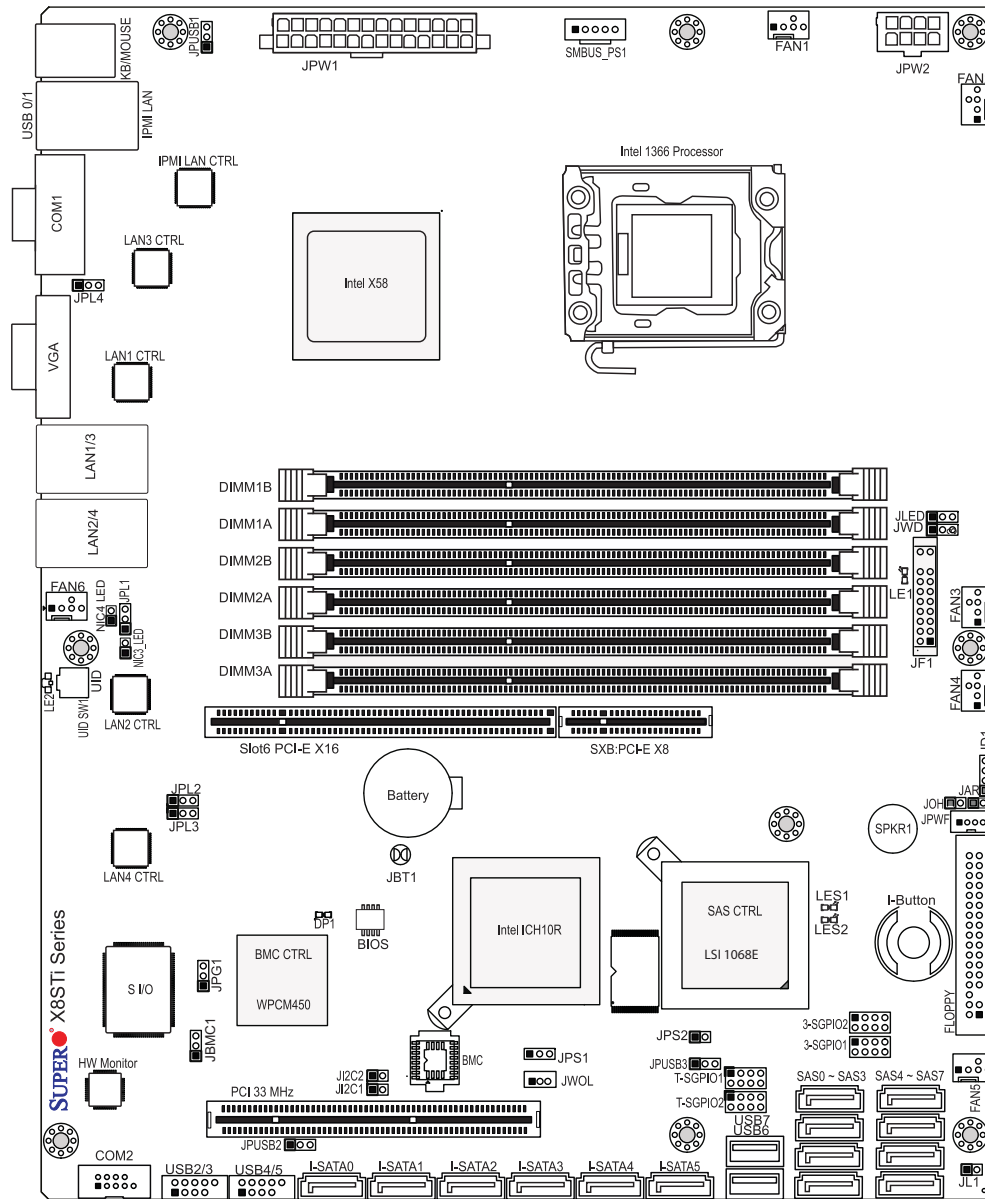 JPUSB1
KB/MOUSE
JPW1
SMBUS_PS1
FAN1
JPW2
FAN
USB 0/1
IPMI LAN
IPMI LAN CTRL
Intel 1366 Processor
COM1
LAN3 CTRL
JPL4
Intel X58
VGA
LAN1 CTRL
LAN1/3
DIMM1B
LAN2/4
DIMM1A
JLED
JWD
DIMM2B
FAN6
NIC4 LED
JPL1
DIMM2A
LE1
FAN3
NIC3_LED
DIMM3B
JF1
UID
DIMM3A
FAN4
LE2
UID SW1
LAN2 CTRL
Slot6 PCI-E X16
SXB:PCI-E X8
JPL2
JPL3
Battery
JOH
JAR
JPWF
SPKR1
JBT1
LAN4 CTRL
DP1
BIOS
LES1
LES2
I-Button
SAS CTRL
LSI 1068E
Intel ICH10R
BMC CTRL
WPCM450
S I/O
JPG1
FLOPPY
SUPER X8STi Series
JBMC1
HW Monitor
BMC
JPS1
JPS2
3-SGPIO2
3-SGPIO1
JI2C2
JI2C1
JWOL
JPUSB3
T-SGPIO1
T-SGPIO2
SAS0 ~ SAS3
SAS4 ~ SAS7
FAN5
PCI 33 MHz
JPUSB2
USB7
USB6
COM2
USB2/3
USB4/5
I-SATA0
I-SATA1
I-SATA2
I-SATA3
I-SATA4
I-SATA5
JL1